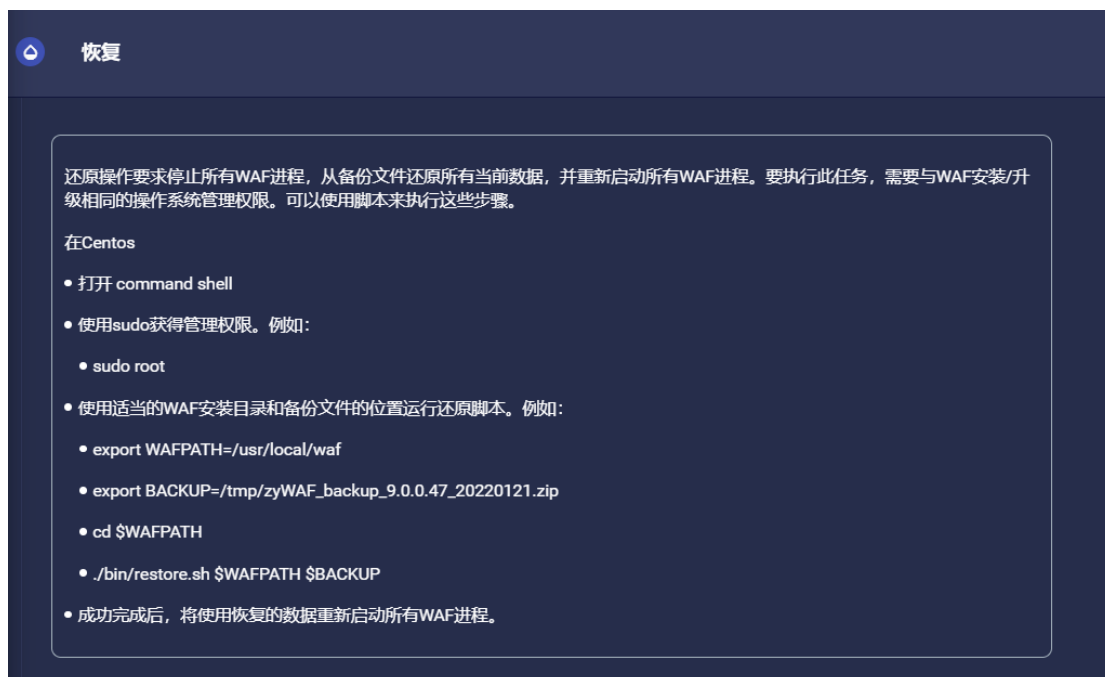 恢复
还原操作要求停止所有WAF进程，从备份文件还原所有当前数据，并重新启动所有WAF进程。要执行此任务，需要与WAF安装/升
级相同的操作系统管理权限。可以使用脚本来执行这些步骤。
在Centos
• 打开 command shell
• 使用sudo获得管理权限。例如：
• sudo root
• 使用适当的WAF安装目录和备份文件的位置运行还原脚本。例如：
• export WAFPATH=/usr/local/waf
• export BACKUP=/tmp/zyWAF_backup_9.0.0.47_20220121.zip
• cd $WAFPATH
• ./bin/restore.sh $WAFPATH $BACKUP
• 成功完成后，将使用恢复的数据重新启动所有WAF进程。